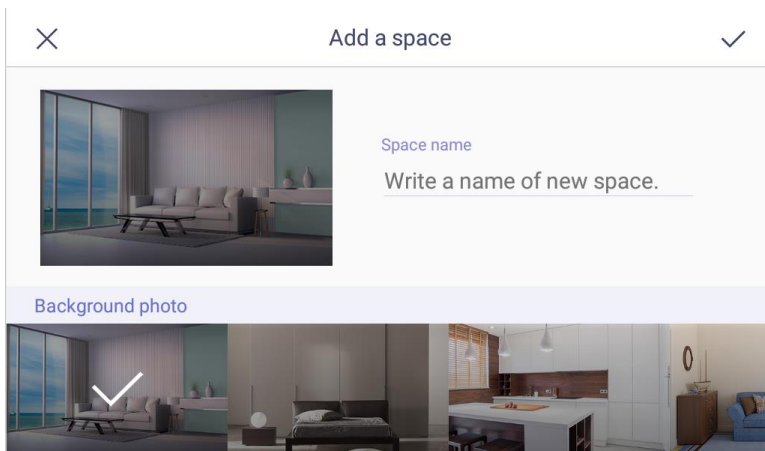 Add a space
Space name
Write a name of new space.
Background photo